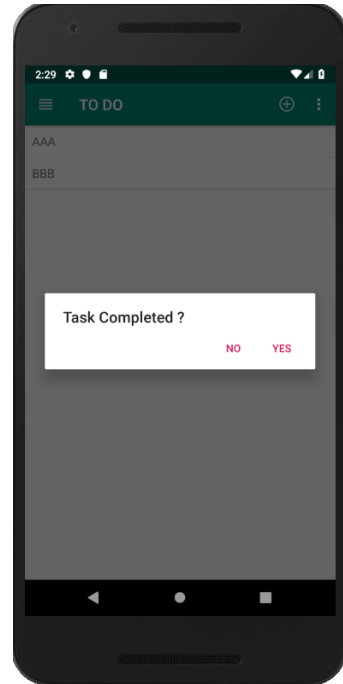 2:29
TO DO
AAA
BBB
Task Completed ?
NO YES